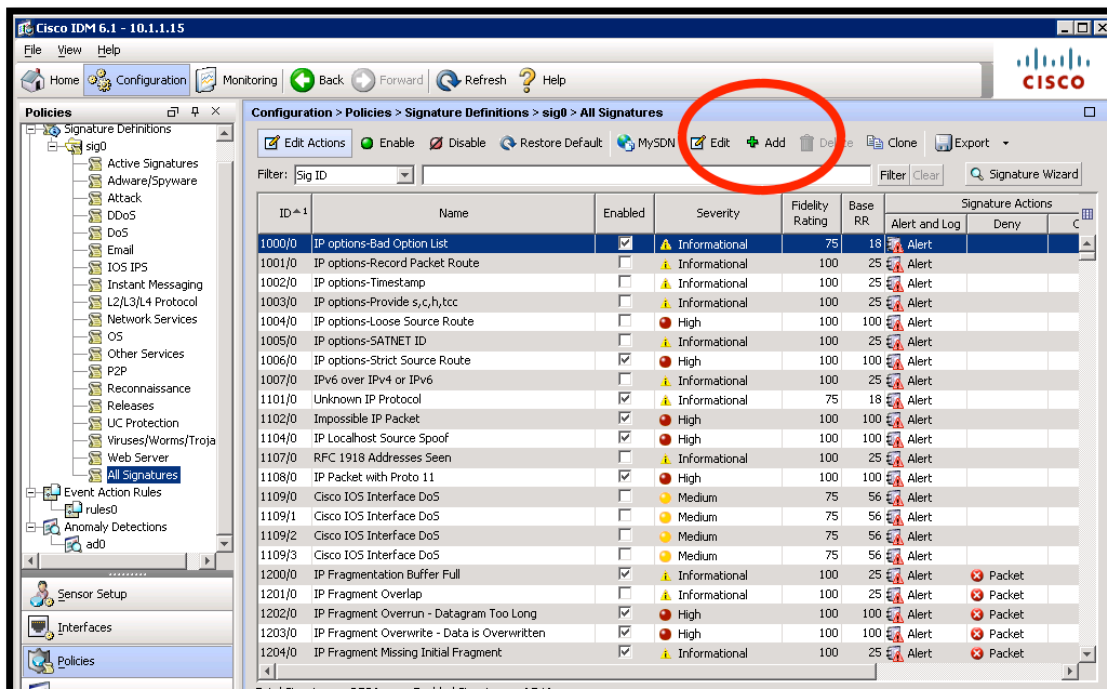 Cisco IDM 6.1 - 10.1.1.15
File View Help
Home Configuration Monitoring Back Forward Refresh Help
CISCO
Policies
Signature Definitions
sig0
Active Signatures
Adware/Spyware
Attack
DDoS
DoS
Email
IOS IPS
Instant Messaging
L2/L3/L4 Protocol
Network Services
OS
Other Services
P2P
Reconnaissance
Releases
UC Protection
Viruses/Worms/Troja
Web Server
All Signatures
Event Action Rules
rules0
Anomaly Detections
ad0
Sensor Setup
Interfaces
Policies
Configuration > Policies > Signature Definitions > sig0 > All Signatures
Edit Actions Enable Disable Restore Default MySDN Edit Add Delete Clone Export
Filter: Sig ID Filter Clear Signature Wizard
ID 1 Name Enabled Severity Fidelity Rating Base RR Signature Actions
Alert and Log Deny
1000/0 IP options-Bad Option List Informational 75 18 Alert
1001/0 IP options-Record Packet Route Informational 100 25 Alert
1002/0 IP options-Timestamp Informational 100 25 Alert
1003/0 IP options-Provide s,c,h,tcc Informational 100 25 Alert
1004/0 IP options-Loose Source Route High 100 100 Alert
1005/0 IP options-SATNET ID Informational 100 25 Alert
1006/0 IP options-Strict Source Route High 100 100 Alert
1007/0 IPv6 over IPv4 or IPv6 Informational 100 25 Alert
1101/0 Unknown IP Protocol Informational 75 18 Alert
1102/0 Impossible IP Packet High 100 100 Alert
1104/0 IP Localhost Source Spoof High 100 100 Alert
1107/0 RFC 1918 Addresses Seen Informational 100 25 Alert
1108/0 IP Packet with Proto 11 High 100 100 Alert
1109/0 Cisco IOS Interface DoS Medium 75 56 Alert
1109/1 Cisco IOS Interface DoS Medium 75 56 Alert
1109/2 Cisco IOS Interface DoS Medium 75 56 Alert
1109/3 Cisco IOS Interface DoS Medium 75 56 Alert
1200/0 IP Fragmentation Buffer Full Informational 100 25 Alert Packet
1201/0 IP Fragment Overlap Informational 100 25 Alert Packet
1202/0 IP Fragment Overrun - Datagram Too Long High 100 100 Alert Packet
1203/0 IP Fragment Overwrite - Data is Overwritten High 100 100 Alert Packet
1204/0 IP Fragment Missing Initial Fragment Informational 100 25 Alert Packet